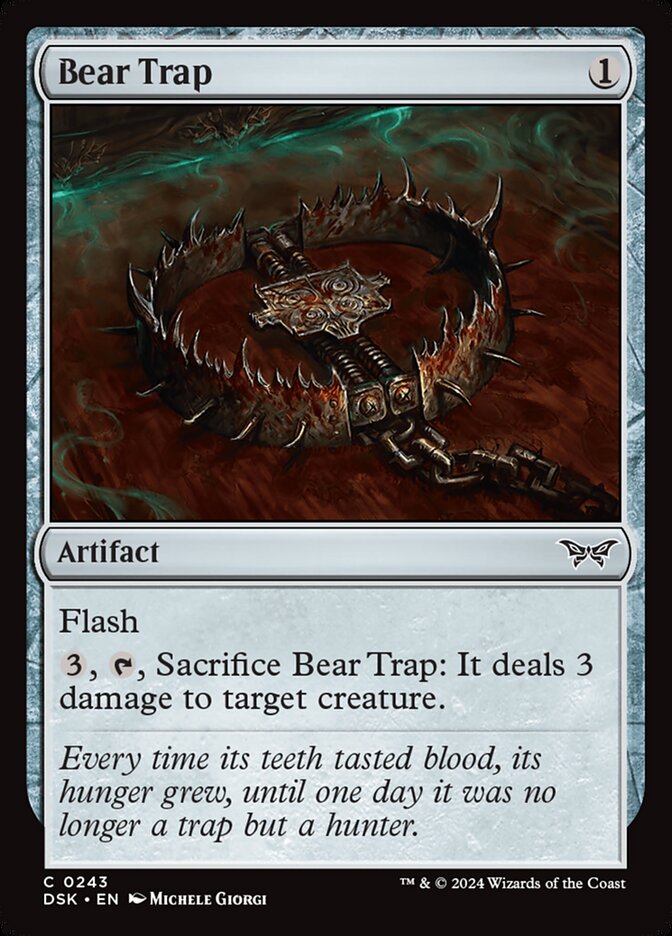 Bear Trap 1
Artifact
Flash
3, , Sacrifice Bear Trap: It deals 3
damage to target creature.
Every time its teeth tasted blood, its
hunger grew, until one day it was no
longer a trap but a hunter.
C 0243
DSK • EN Michele Giorgi
™ & © 2024 Wizards of the Coast